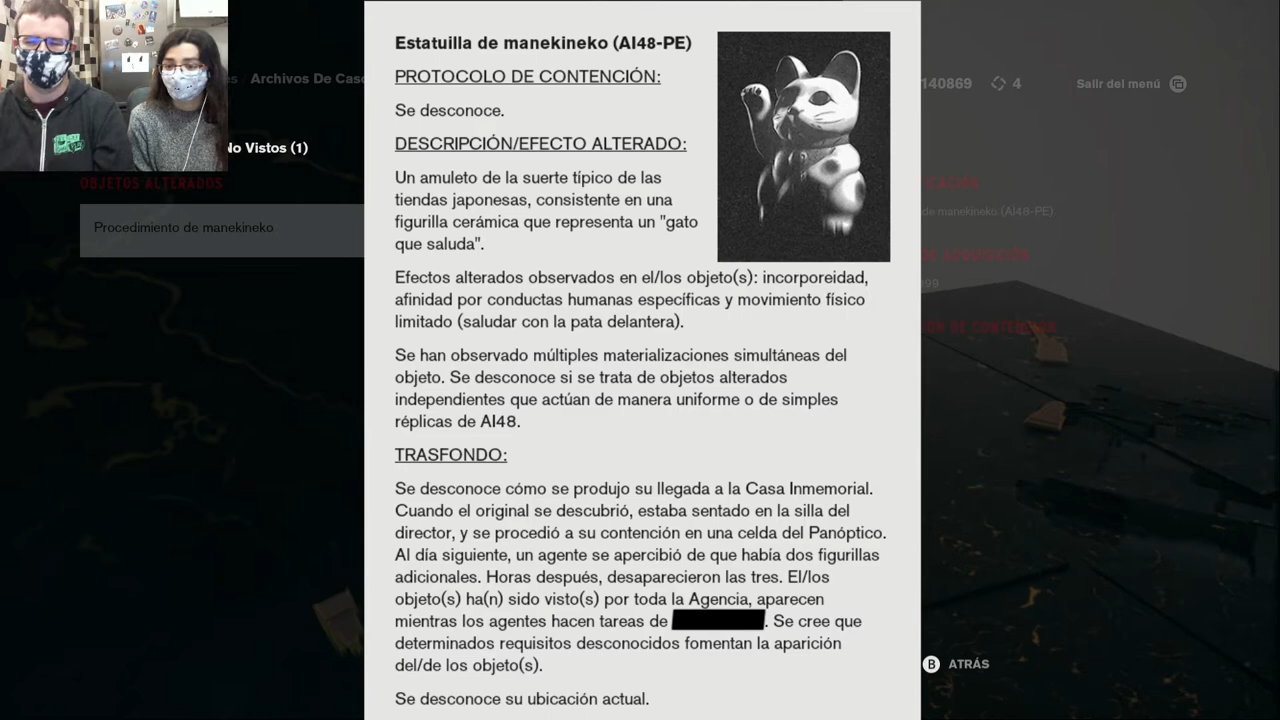 Archivos De Caso
140869
4
Salir del menú
No Vistos (1)
OBJETOS ALTERADOS
Procedimiento de manekineko
de manekineko (AI48-PE)
Estatuilla de manekineko (AI48-PE)
PROTOCOLO DE CONTENCIÓN:
Se desconoce.
DESCRIPCIÓN/EFECTO ALTERADO:
Un amuleto de la suerte típico de las
tiendas japonesas, consistente en una
figurilla cerámica que representa un "gato
que saluda".
Efectos alterados observados en el/los objeto(s): incorporeidad,
afinidad por conductas humanas específicas y movimiento físico
limitado (saludar con la pata delantera).
Se han observado múltiples materializaciones simultáneas del
objeto. Se desconoce si se trata de objetos alterados
independientes que actúan de manera uniforme o de simples
réplicas de AI48.
TRASFONDO:
Se desconoce cómo se produjo su llegada a la Casa Inmemorial.
Cuando el original se descubrió, estaba sentado en la silla del
director, y se procedió a su contención en una celda del Panóptico.
Al día siguiente, un agente se apercibió de que había dos figurillas
adicionales. Horas después, desaparecieron las tres. El/los
objeto(s) ha(n) sido visto(s) por toda la Agencia, aparecen
mientras los agentes hacen tareas de . Se cree que
determinados requisitos desconocidos fomentan la aparición
del/de los objeto(s).
Se desconoce su ubicación actual.
B ATRÁS